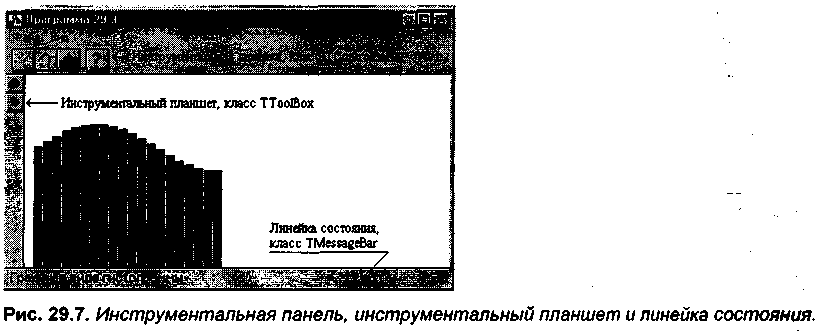 Программа 29.3
Инструментальный планшет, класс TToolBox
Линейка состояния,
класс TMessageBar
Рис. 29.7. Инструментальная панель, инструментальный планшет и линейка состояния.